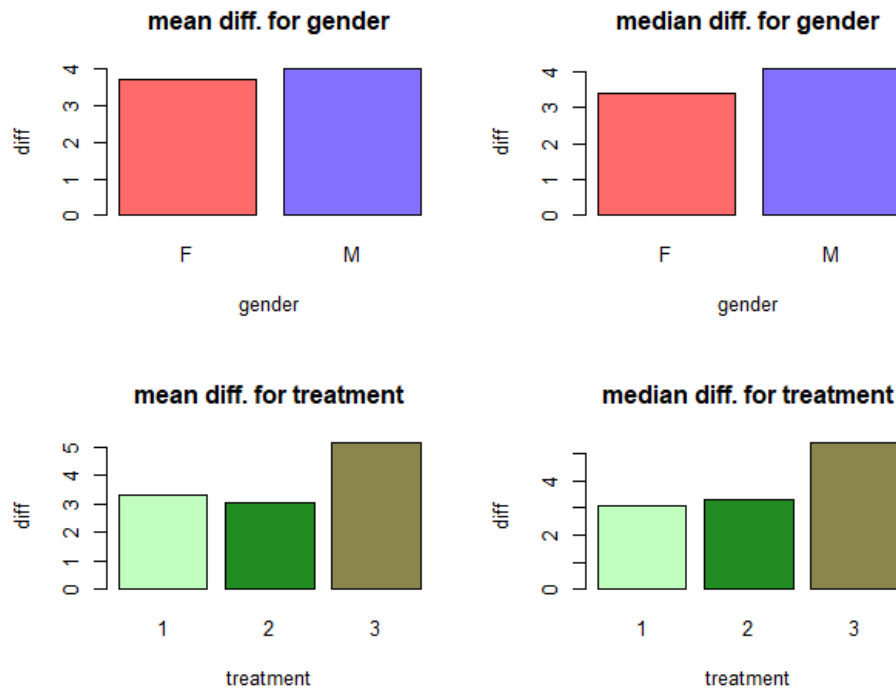 mean diff. for gender
diff
0
1
2
3
4
F
M
gender
median diff. for gender
diff
0
1
2
3
4
F
M
gender
mean diff. for treatment
diff
0
1
2
3
4
5
1
2
3
treatment
median diff. for treatment
diff
0
2
4
1
2
3
treatment